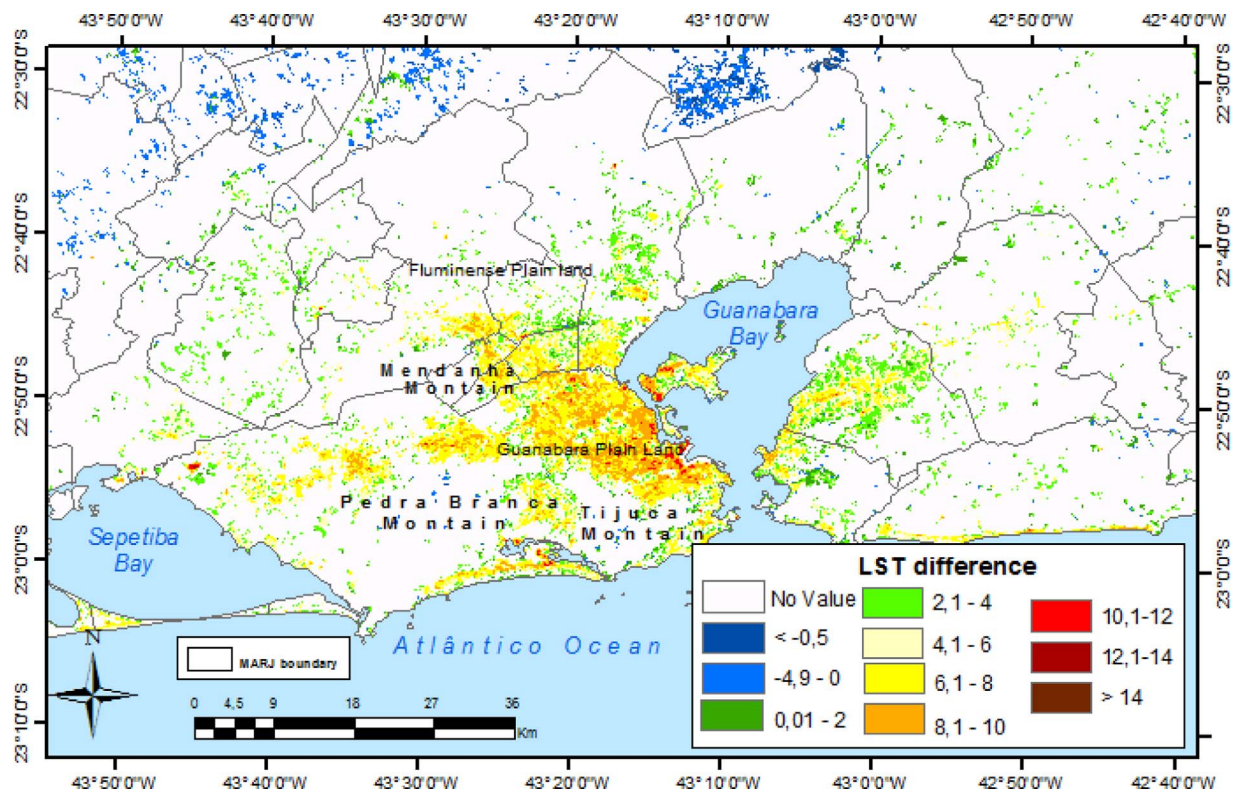 43°50'0"W 43°40'0"W 43°30'0"W 43°20'0"W 43°10'0"W 43°0'0"W 42°50'0"W 42°40'0"W
22°30'0"S
22°30'0"S
22°40'0"S
22°40'0"S
Fluminense Plain land
Guanabara
Bay
Mendanha
Montain
22°50'0"S
22°50'0"S
Guanabara Plain Land
Pedra Branca
Montain
Tijuca
Montain
Sepetiba
Bay
23°0'0"S
23°0'0"S
Atlântico Ocean
N
MARJ boundary
0 4,5 9 18 27 36
Km
23°10'0"S
LST difference
No Value
< -0,5
-4,9 - 0
0,01 - 2
2,1 - 4
4,1 - 6
6,1 - 8
8,1 - 10
10,1-12
12,1-14
> 14
43°50'0"W 43°40'0"W 43°30'0"W 43°20'0"W 43°10'0"W 43°0'0"W 42°50'0"W 42°40'0"W